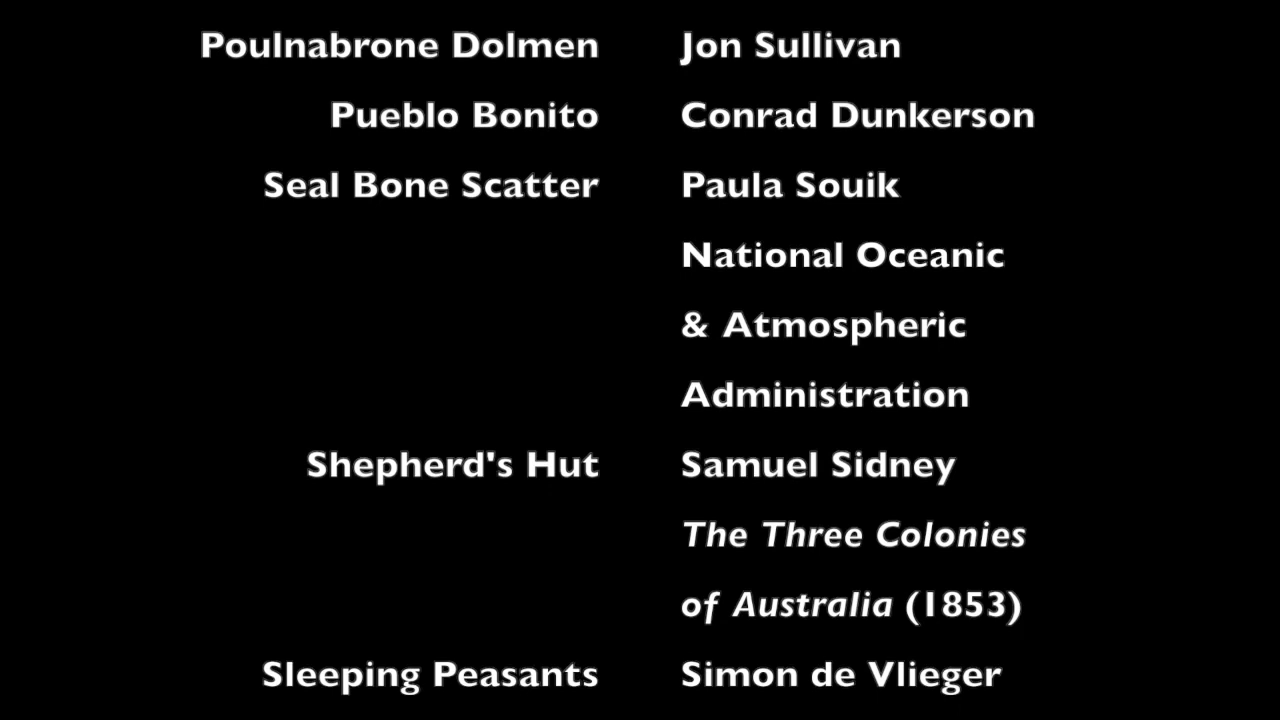 Poulnabrone Dolmen Jon Sullivan
Pueblo Bonito Conrad Dunkerson
Seal Bone Scatter Paula Souik
National Oceanic
& Atmospheric
Administration
Shepherd's Hut Samuel Sidney
The Three Colonies
of Australia (1853)
Sleeping Peasants Simon de Vlieger